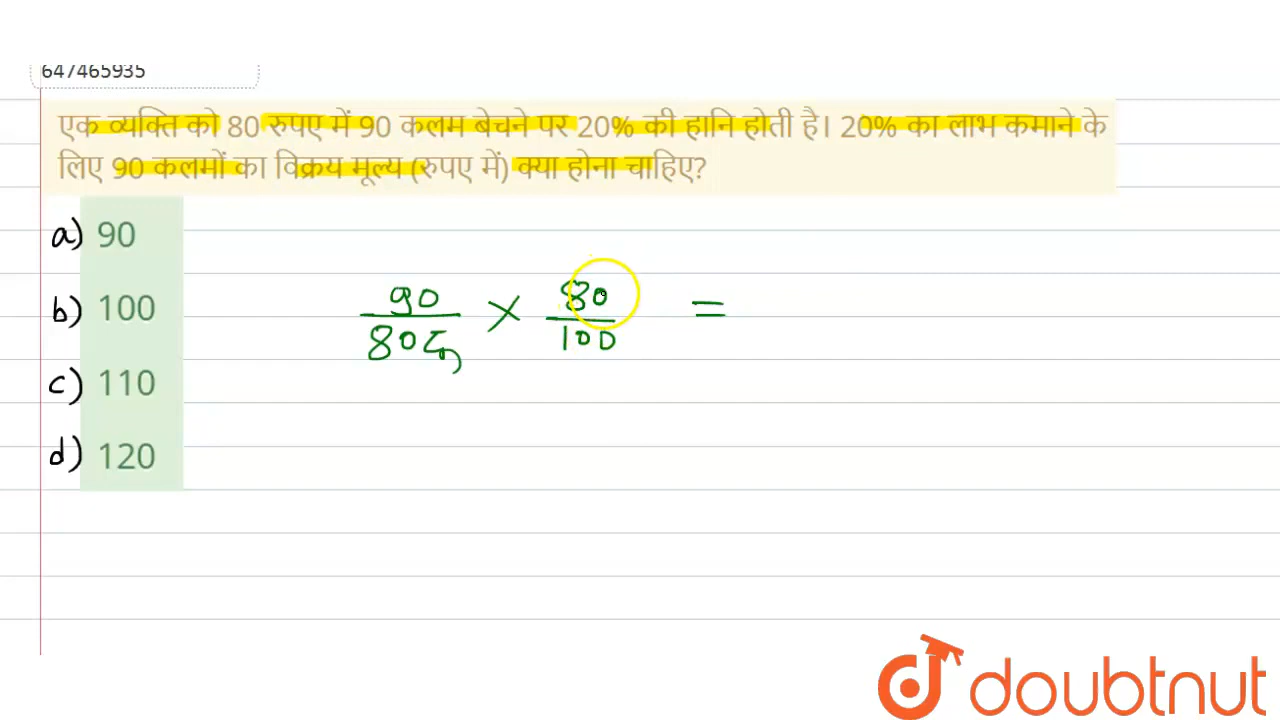 647465935
एक व्यक्ति को 80 रुपए में 90 कलम बेचने पर 20% की हानि होती है। 20% का लाभ कमाने के
लिए 90 कलमों का विक्रय मूल्य (रुपए में) क्या होना चाहिए?
a) 90
b) 100
c) 110
d) 120
90 80
× =
80 100
doubtnut